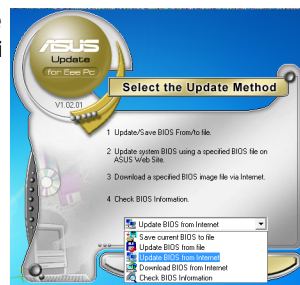 ASUS
Update
for Eee Pc
V1.02.01
Select the Update Method
1 Update/Save BIOS From/to file.
2 Update system BIOS using a specified BIOS file on
ASUS Web Site.
3 Download a specified BIOS image file via Internet.
4 Check BIOS Information.
Update BIOS from Internet
Save current BIOS to file
Update BIOS from file
Update BIOS from Internet
Download BIOS from Internet
Check BIOS Information